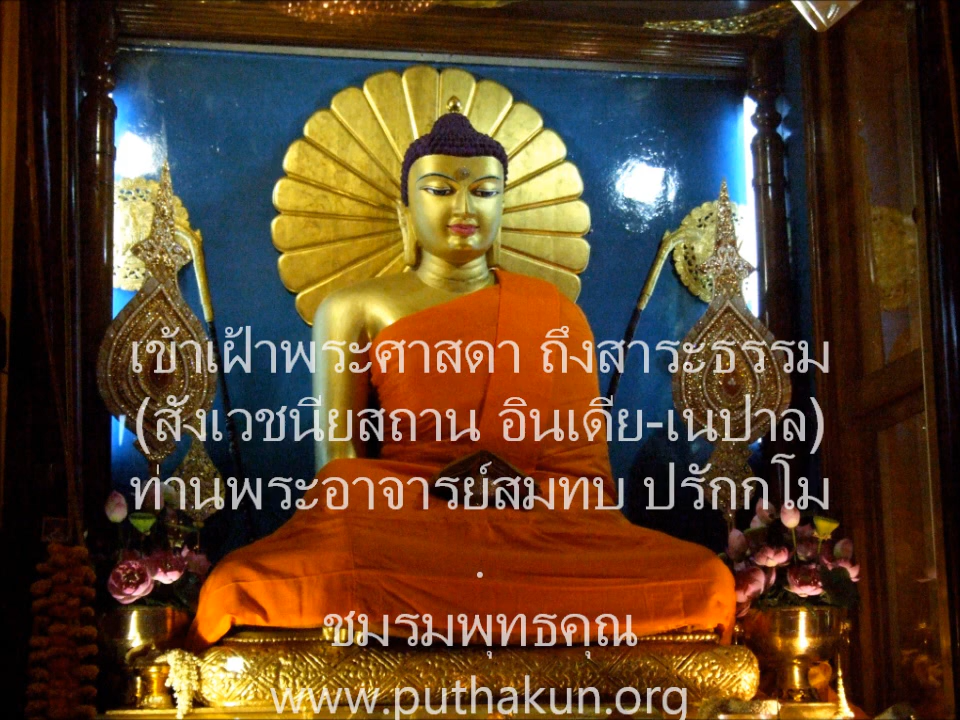 เข้าเฝ้าพระศาสดา ถึงสาระธรรม
(สังเวชนียสถาน อินเดีย-เนปาล)
ท่านพระอาจารย์สมทบ ปรักกโม
.
ชมรมพุทธคุณ
www.puthakun.org